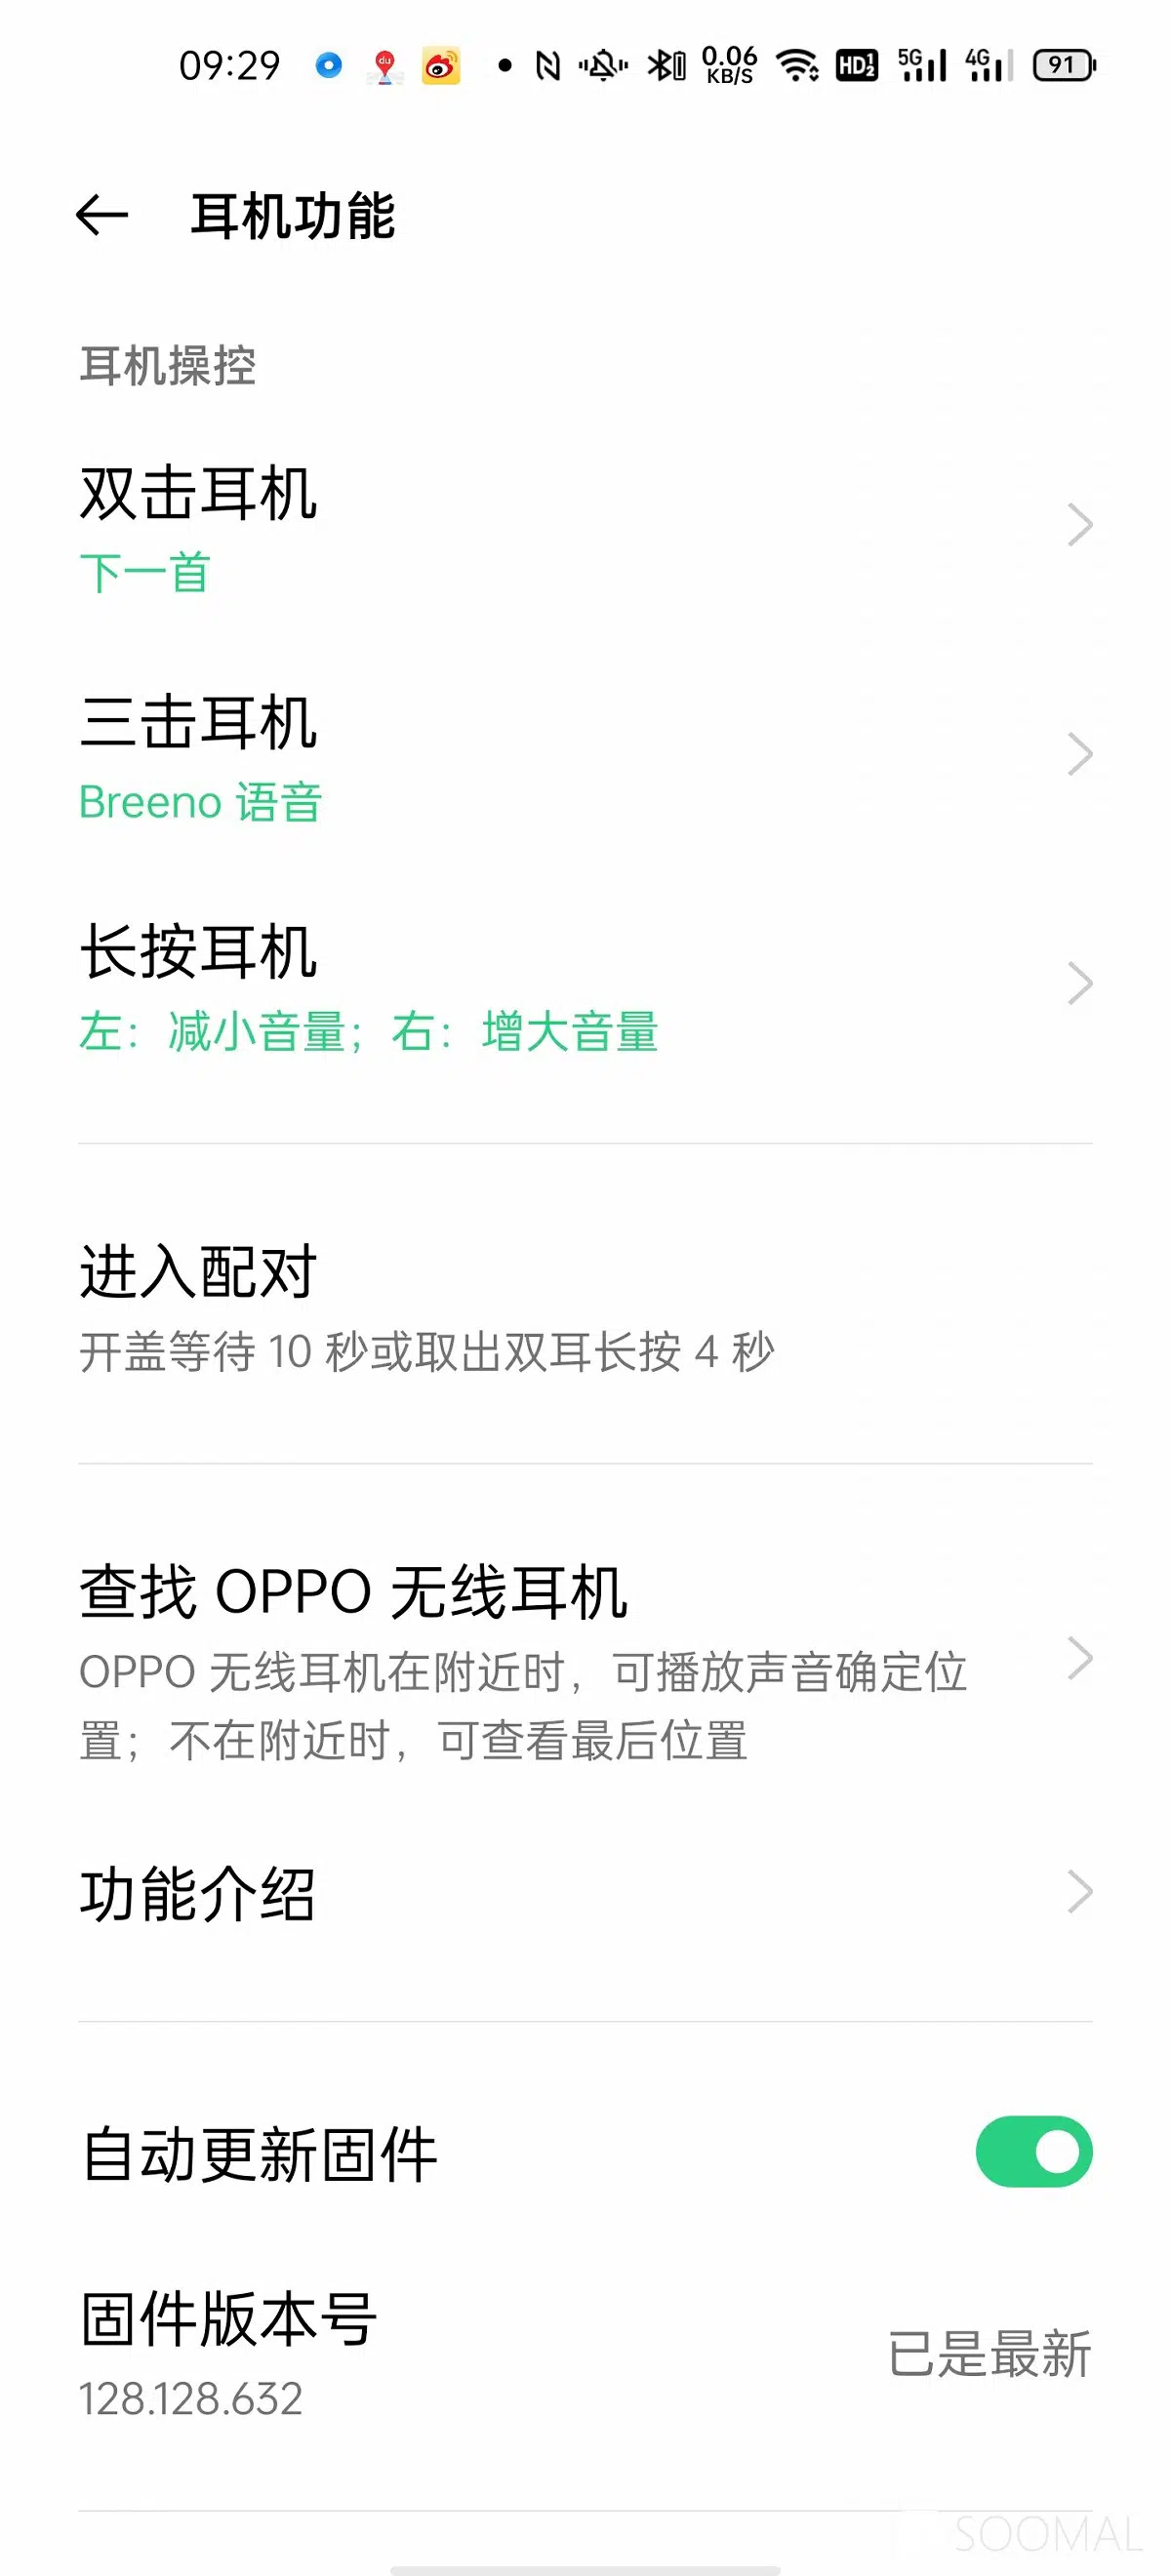 09:29
du
0.06
KB/S
HD 1 2
5G
4G
91
耳机功能
耳机操控
双击耳机
下一首
三击耳机
Breeno 语音
长按耳机
左：减小音量；右：增大音量
进入配对
开盖等待 10 秒或取出双耳长按 4 秒
查找 OPPO 无线耳机
OPPO 无线耳机在附近时，可播放声音确定位
置；不在附近时，可查看最后位置
功能介绍
自动更新固件
固件版本号
已是最新
128.128.632
SOOMAL